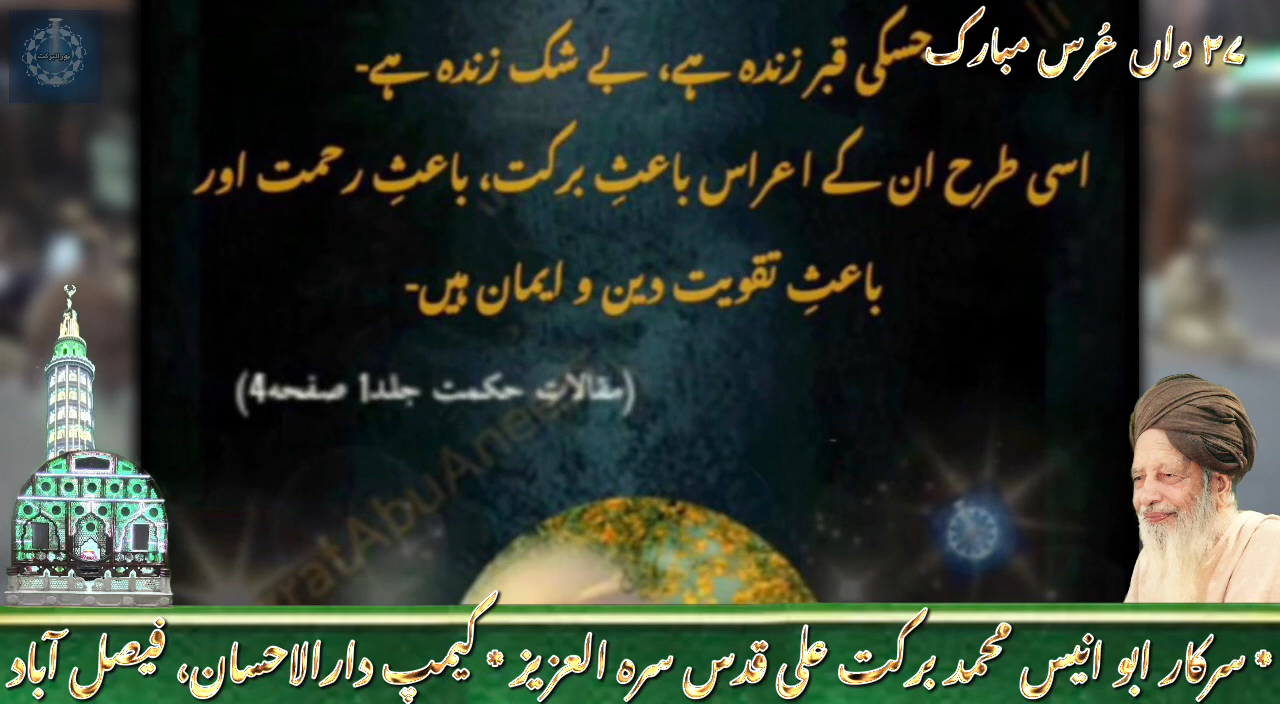 ۲۷ واں عُرس مبارک
جسکی قبر زندہ ہے، بے شک زندہ ہے-
اسی طرح ان کے اعراس باعثِ برکت، باعثِ رحمت اور
باعثِ تقویت دین و ایمان ہیں-
(مقالاتِ حکمت جلد1 صفحہ4)
* سرکار ابو انیس محمد برکت علی قدس سرہ العزیز * کیمپ دارالاحسان، فیصل آباد